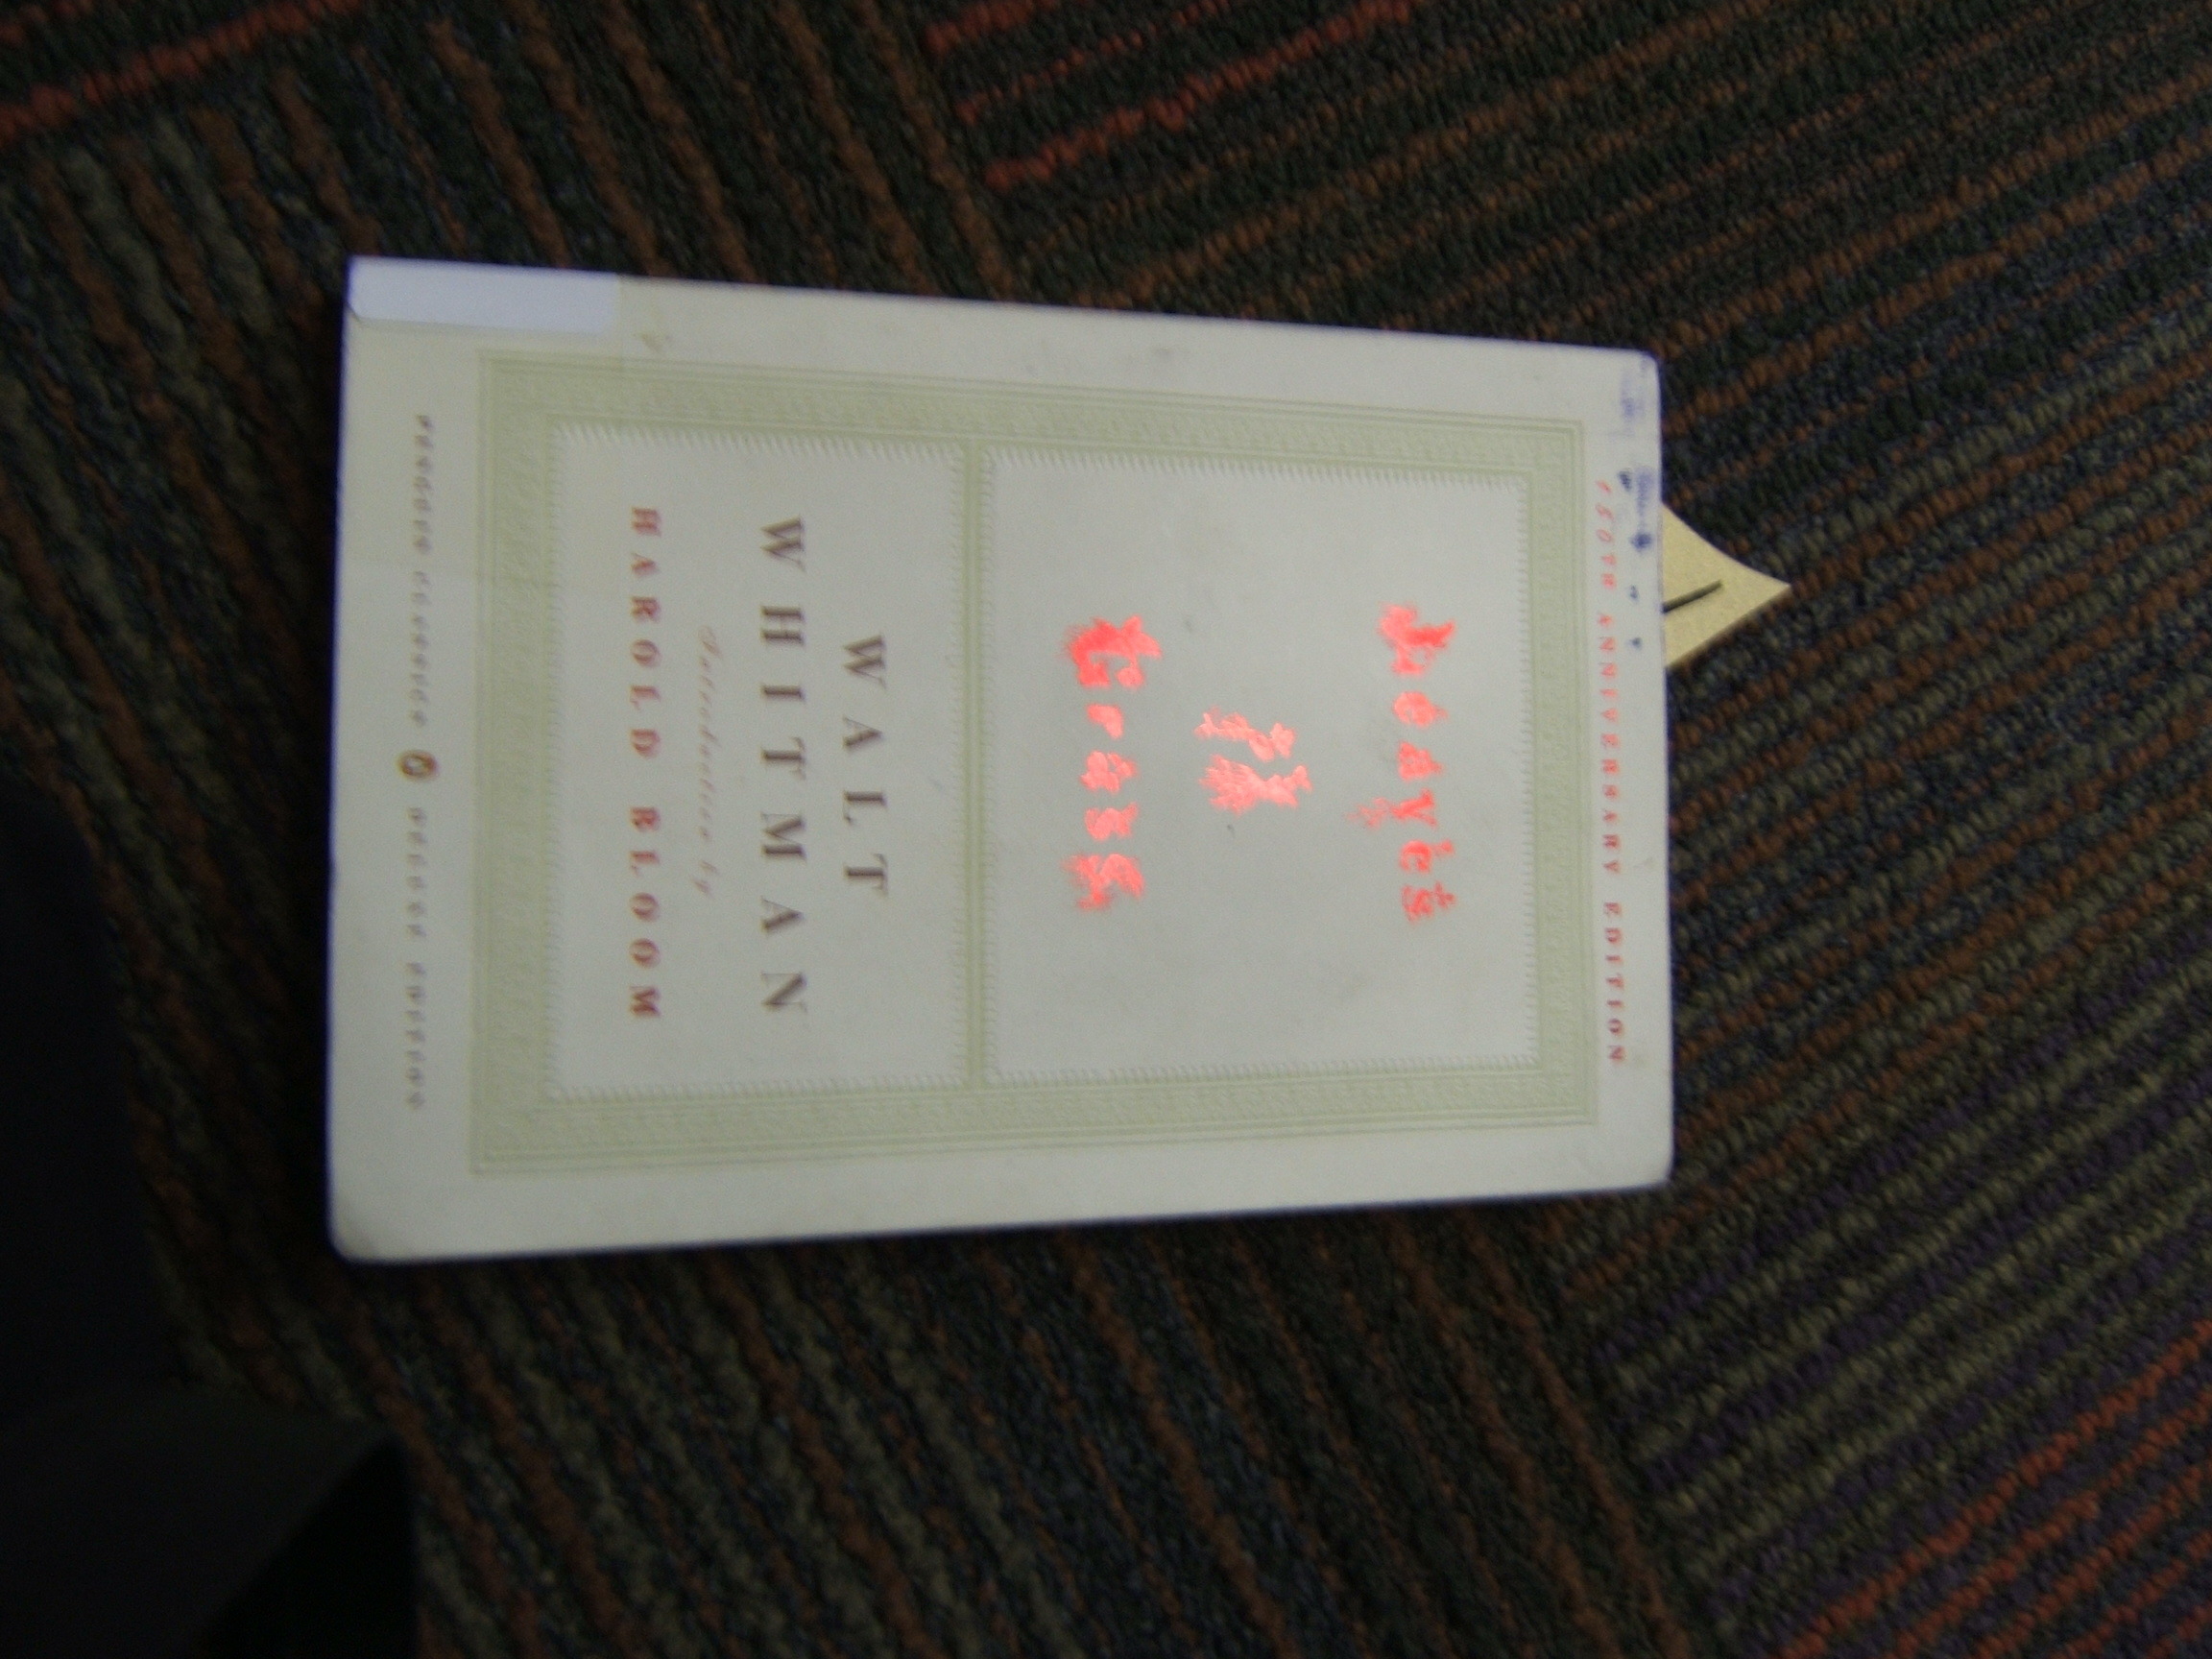 150TH ANNIVERSARY EDITION
Leaves
of
Grass
WALT
WHITMAN
Introduction by
HAROLD BLOOM
PENGUIN CLASSICS DELUXE EDITION